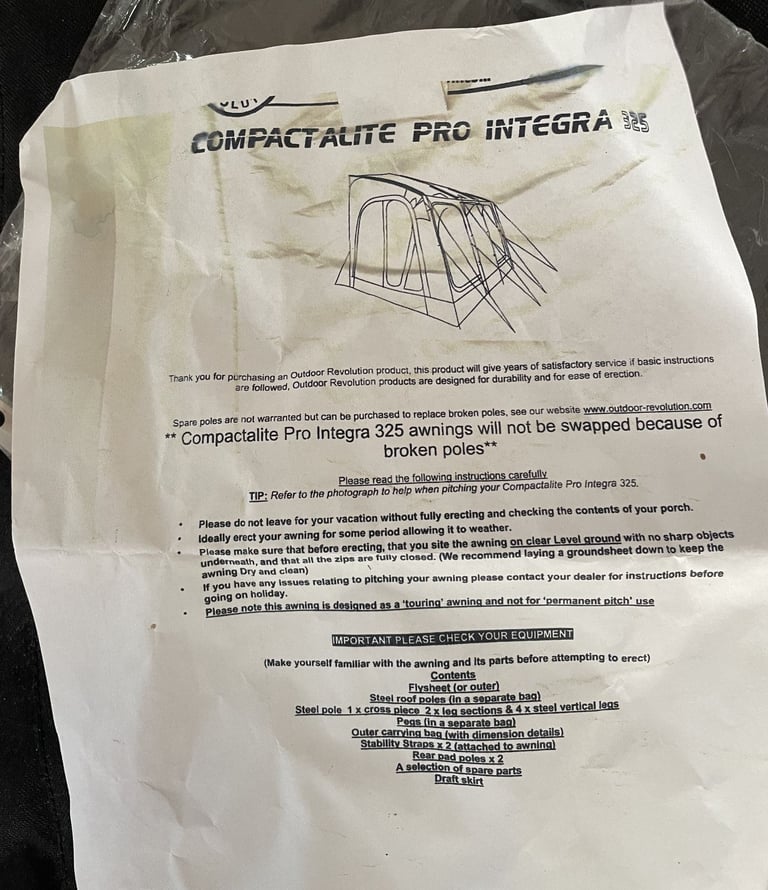 COMPACTALITE PRO INTEGRA
Thank you for purchasing an Outdoor Revolution product, this product will give years of satisfactory service if basic instructions
are followed, Outdoor Revolution products are designed for durability and for ease of erection.
Spare poles are not warranted but can be purchased to replace broken poles, see our website www.outdoor-revolution.com
** Compactalite Pro Integra 325 awnings will not be swapped because of
broken poles**
Please read the following instructions carefully
TIP: Refer to the photograph to help when pitching your Compactalite Pro Integra 325.
• Please do not leave for your vacation without fully erecting and checking the contents of your porch.
• Ideally erect your awning for some period allowing it to weather.
• Please make sure that before erecting, that you site the awning on clear Level ground with no sharp objects
underneath, and that all the zips are fully closed. (We recommend laying a groundsheet down to keep the
awning Dry and clean)
• If you have any issues relating to pitching your awning please contact your dealer for instructions before
going on holiday.
• Please note this awning is designed as a 'touring' awning and not for 'permanent pitch' use
IMPORTANT PLEASE CHECK YOUR EQUIPMENT
(Make yourself familiar with the awning and its parts before attempting to erect)
Contents
Flysheet (or outer)
Steel roof poles (in a separate bag)
Steel pole 1 x cross piece 2 x leg sections & 4 x steel vertical legs
Pegs (in a separate bag)
Outer carrying bag (with dimension details)
Stability Straps x 2 (attached to awning)
Rear pad poles x 2
A selection of spare parts
Draft skirt